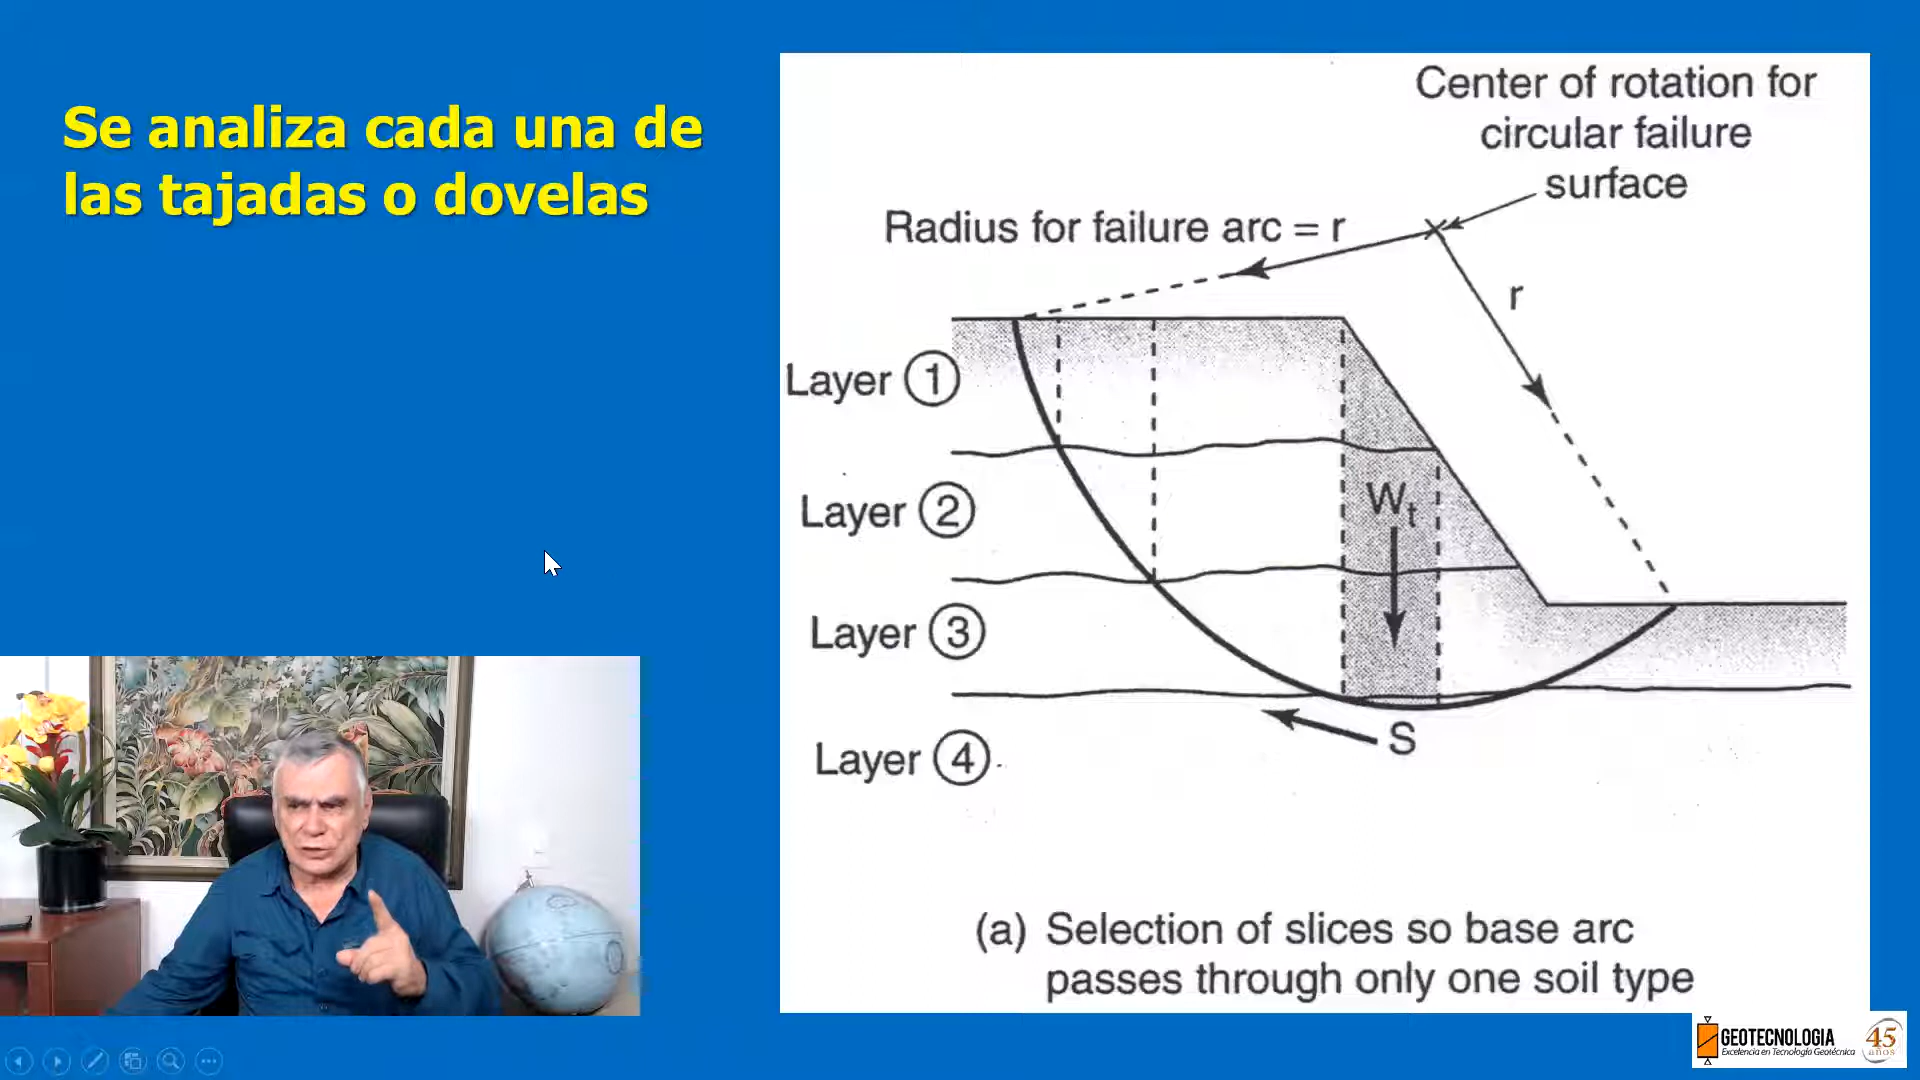 Se analiza cada una de
las tajadas o dovelas
Center of rotation for
circular failure
surface
Radius for failure arc = r
r
Layer 1
Layer 2
Wt
Layer 3
S
Layer 4
(a) Selection of slices so base arc
passes through only one soil type
GEOTECNOLOGIA
Excelencia en Tecnología Geotécnica
45
años